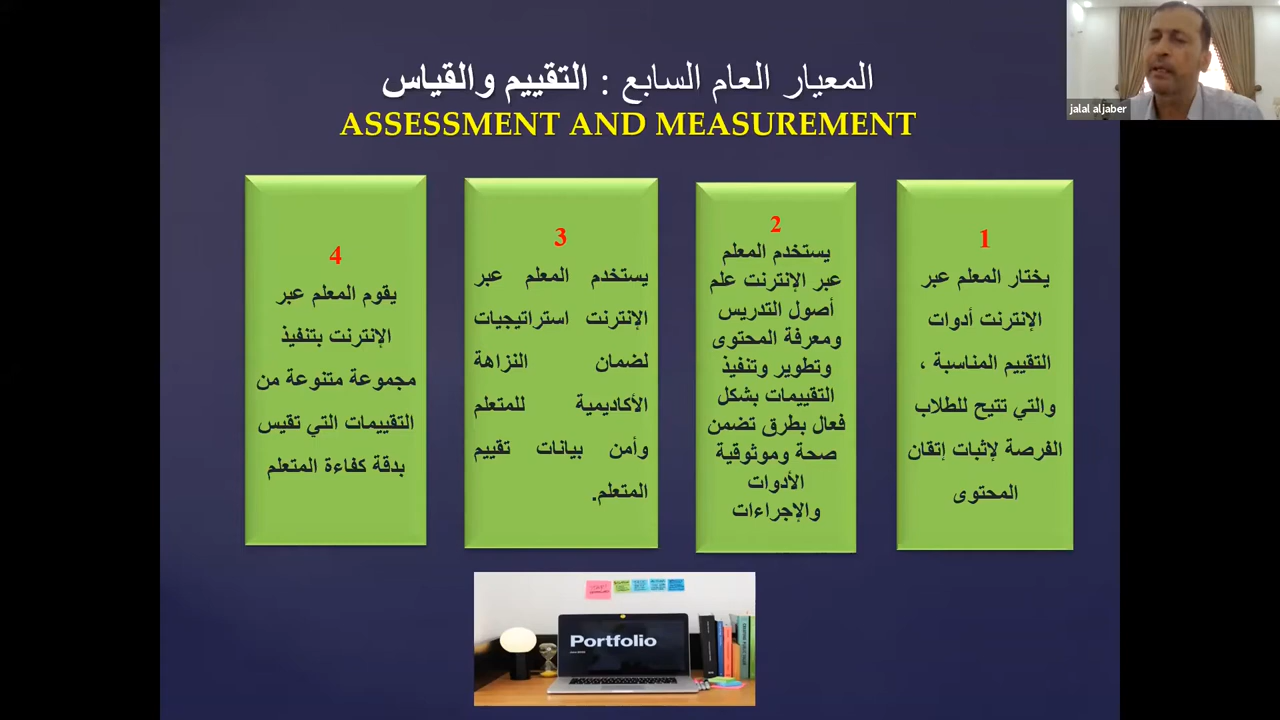 المعيار العام السابع : التقييم والقياس
ASSESSMENT AND MEASUREMENT
jalal aljaber
1
يختار المعلم عبر
الإنترنت أدوات
التقييم المناسبة ،
والتي تتيح للطلاب
الفرصة لإثبات إتقان
المحتوى
2
يستخدم المعلم
عبر الإنترنت علم
أصول التدريس
ومعرفة المحتوى
وتطوير وتنفيذ
التقييمات بشكل
فعال بطرق تضمن
صحة وموثوقية
الأدوات
والإجراءات
3
يستخدم المعلم عبر
الإنترنت استراتيجيات
لضمان النزاهة
الأكاديمية للمتعلم
وأمن بيانات تقييم
المتعلم.
4
يقوم المعلم عبر
الإنترنت بتنفيذ
مجموعة متنوعة من
التقييمات التي تقيس
بدقة كفاءة المتعلم
Portfolio